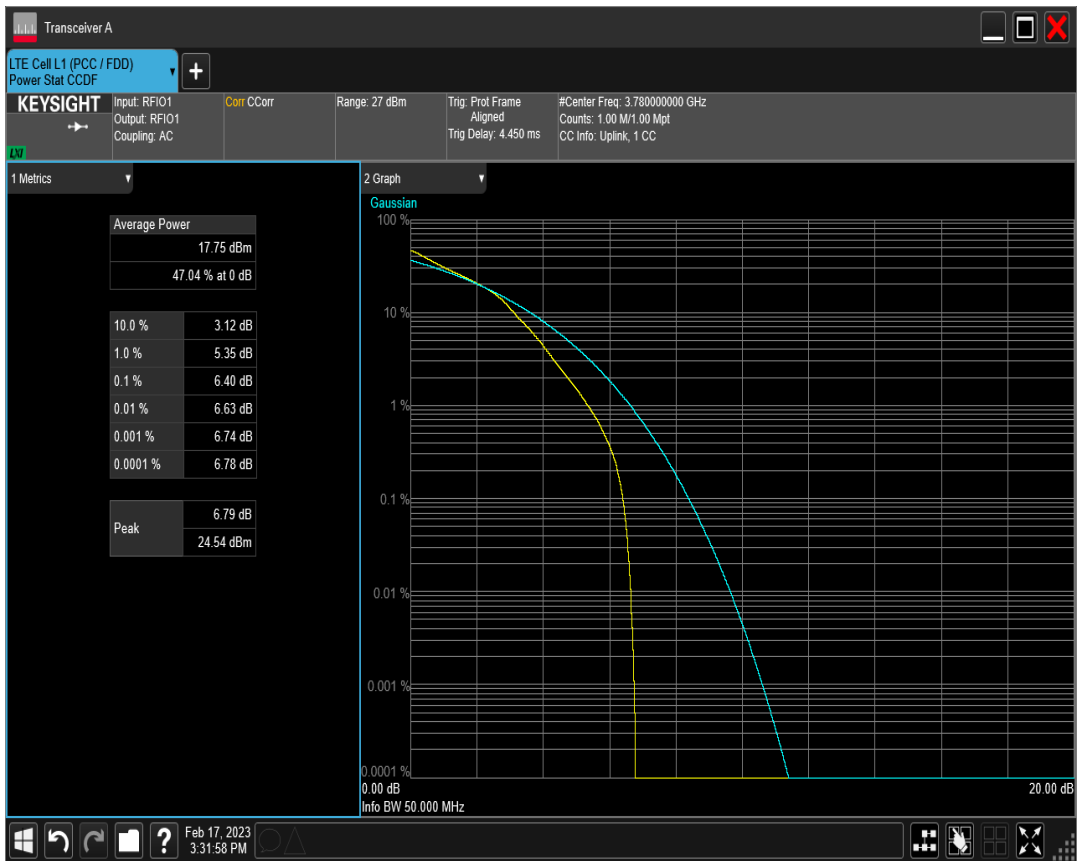 Transceiver A
LTE Cell L1 (PCC / FDD)
Power Stat CCDF
KEYSIGHT
LXI
Input: RFIO1
Output: RFIO1
Coupling: AC
Corr CCorr
Range: 27 dBm
Trig: Prot Frame
Aligned
Trig Delay: 4.450 ms
#Center Freq: 3.780000000 GHz
Counts: 1.00 M/1.00 Mpt
CC Info: Uplink, 1 CC
1 Metrics
Average Power
17.75 dBm
47.04 % at 0 dB
10.0 % 3.12 dB
1.0 % 5.35 dB
0.1 % 6.40 dB
0.01 % 6.63 dB
0.001 % 6.74 dB
0.0001 % 6.78 dB
Peak
6.79 dB
24.54 dBm
2 Graph
Gaussian
100 %
10 %
1 %
0.1 %
0.01 %
0.001 %
0.0001 %
0.00 dB 20.00 dB
Info BW 50.000 MHz
?
Feb 17, 2023
3:31:58 PM